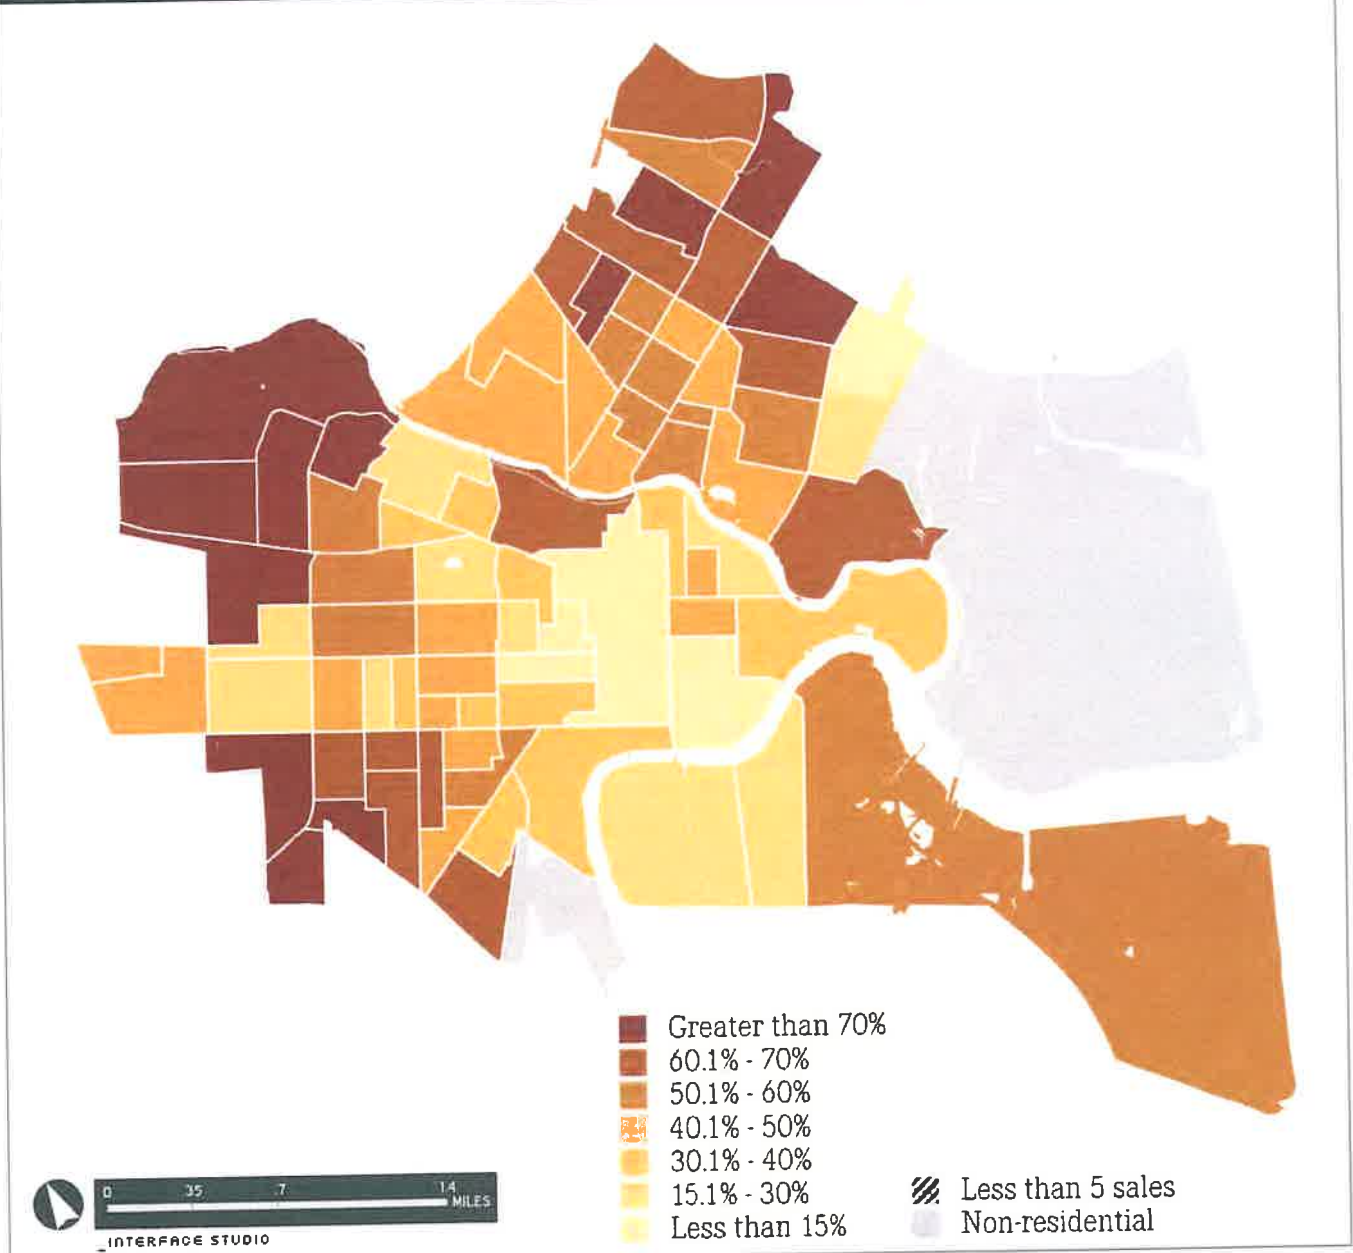 Greater than 70%
60.1% - 70%
50.1% - 60%
40.1% - 50%
30.1% - 40%
15.1% - 30%
Less than 15%
Less than 5 sales
Non-residential
0 .35 .7 1.4
MILES
INTERFACE STUDIO